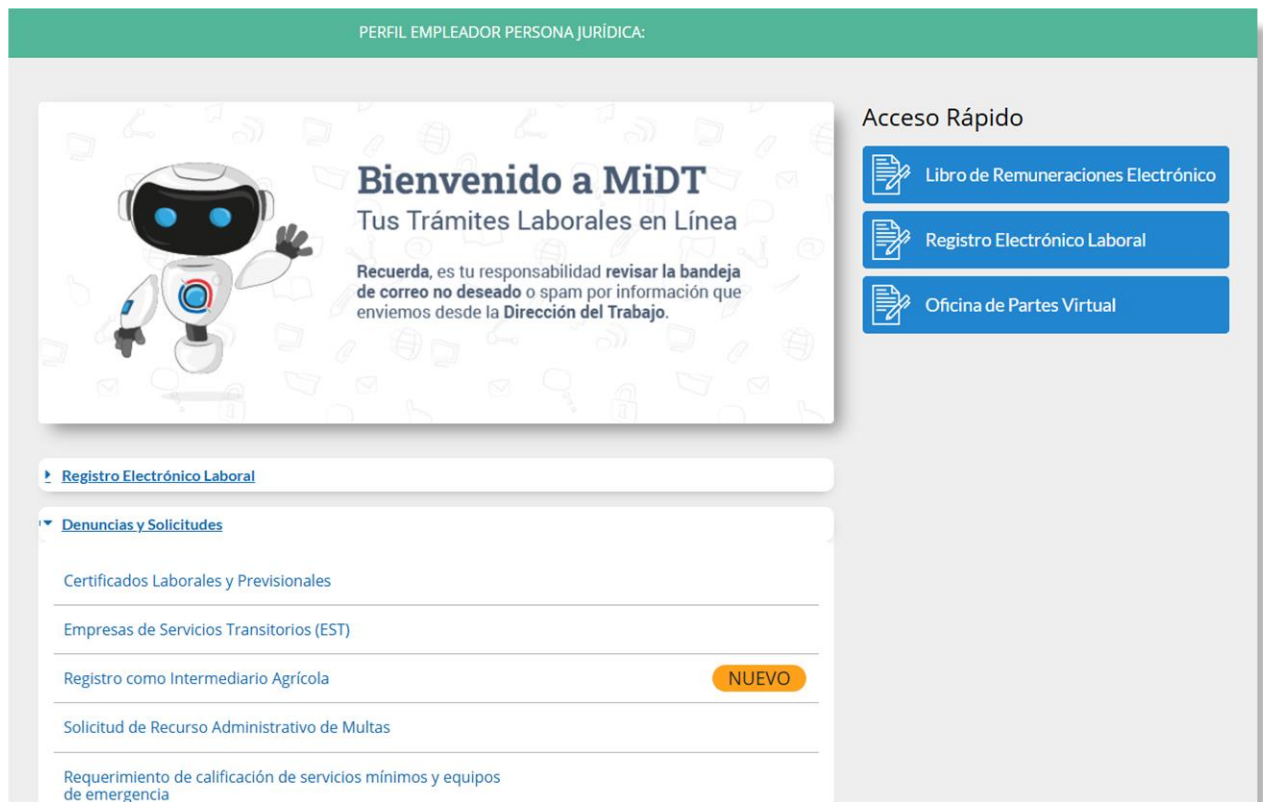 PERFIL EMPLEADOR PERSONA JURÍDICA:
Bienvenido a MiDT
Tus Trámites Laborales en Línea
Recuerda, es tu responsabilidad revisar la bandeja
de correo no deseado o spam por información que
enviemos desde la Dirección del Trabajo.
Acceso Rápido
Libro de Remuneraciones Electrónico
Registro Electrónico Laboral
Oficina de Partes Virtual
Registro Electrónico Laboral
Denuncias y Solicitudes
Certificados Laborales y Previsionales
Empresas de Servicios Transitorios (EST)
Registro como Intermediario Agrícola
NUEVO
Solicitud de Recurso Administrativo de Multas
Requerimiento de calificación de servicios mínimos y equipos
de emergencia